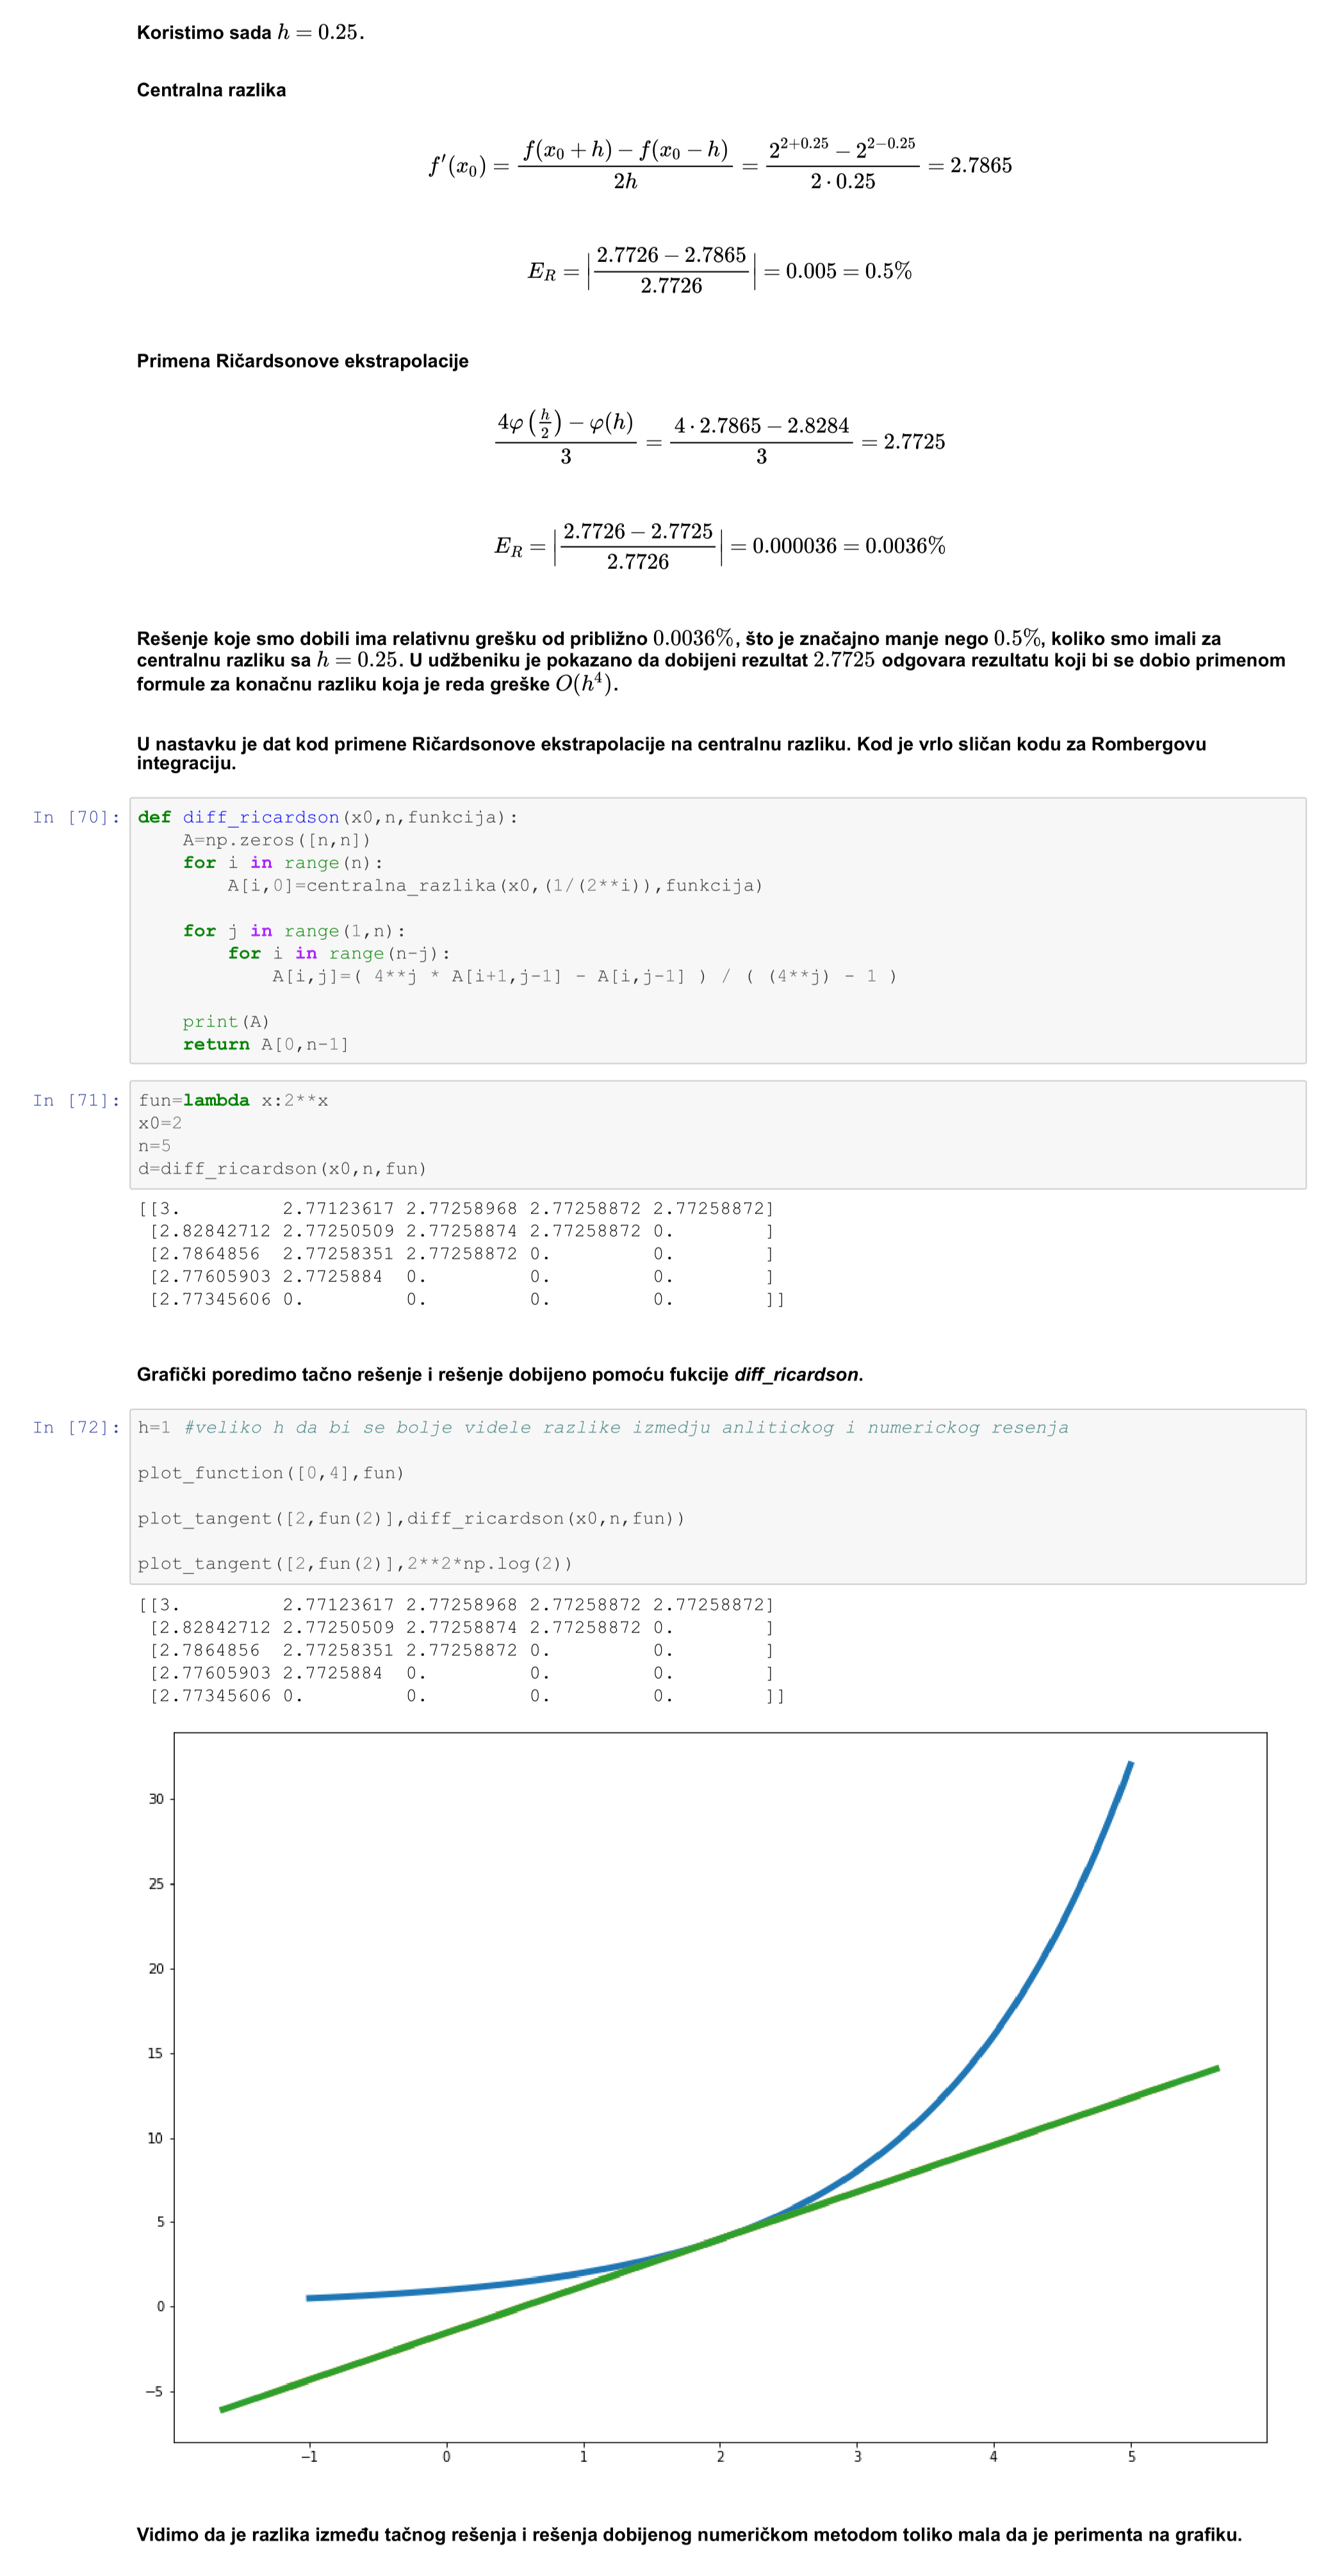 Koristimo sada h = 0.25.
Centralna razlika
f′(x₀) = (f(x₀ + h) − f(x₀ − h)) / 2h = (2^{2+0.25} − 2^{2−0.25}) / (2 · 0.25) = 2.7865
E_R = |(2.7726 − 2.7865) / 2.7726| = 0.005 = 0.5%
Primena Ričardsonove ekstrapolacije
(4φ(h/2) − φ(h)) / 3 = (4 · 2.7865 − 2.8284) / 3 = 2.7725
E_R = |(2.7726 − 2.7725) / 2.7726| = 0.000036 = 0.0036%
Rešenje koje smo dobili ima relativnu grešku od približno 0.0036%, što je značajno manje nego 0.5%, koliko smo imali za
centralnu razliku sa h = 0.25. U udžbeniku je pokazano da dobijeni rezultat 2.7725 odgovara rezultatu koji bi se dobio primenom
formule za konačnu razliku koja je reda greške O(h⁴).
U nastavku je dat kod primene Ričardsonove ekstrapolacije na centralnu razliku. Kod je vrlo sličan kodu za Rombergovu
integraciju.
In [70]: def diff_ricardson(x0,n,funkcija):
A=np.zeros([n,n])
for i in range(n):
A[i,0]=centralna_razlika(x0,(1/(2**i)),funkcija)
for j in range(1,n):
for i in range(n-j):
A[i,j]=( 4**j * A[i+1,j-1] - A[i,j-1] ) / ( (4**j) - 1 )
print(A)
return A[0,n-1]
In [71]: fun=lambda x:2**x
x0=2
n=5
d=diff_ricardson(x0,n,fun)
[[3. 2.77123617 2.77258968 2.77258872 2.77258872]
[2.82842712 2.77250509 2.77258874 2.77258872 0. ]
[2.7864856 2.77258351 2.77258872 0. 0. ]
[2.77605903 2.7725884 0. 0. 0. ]
[2.77345606 0. 0. 0. 0. ]]
Grafički poredimo tačno rešenje i rešenje dobijeno pomoću fukcije diff_ricardson.
In [72]: h=1 #veliko h da bi se bolje videle razlike izmedju anlitickog i numerickog resenja
plot_function([0,4],fun)
plot_tangent([2,fun(2)],diff_ricardson(x0,n,fun))
plot_tangent([2,fun(2)],2**2*np.log(2))
[[3. 2.77123617 2.77258968 2.77258872 2.77258872]
[2.82842712 2.77250509 2.77258874 2.77258872 0. ]
[2.7864856 2.77258351 2.77258872 0. 0. ]
[2.77605903 2.7725884 0. 0. 0. ]
[2.77345606 0. 0. 0. 0. ]]
30
25
20
15
10
5
0
−5
−1 0 1 2 3 4 5
Vidimo da je razlika između tačnog rešenja i rešenja dobijenog numeričkom metodom toliko mala da je perimenta na grafiku.